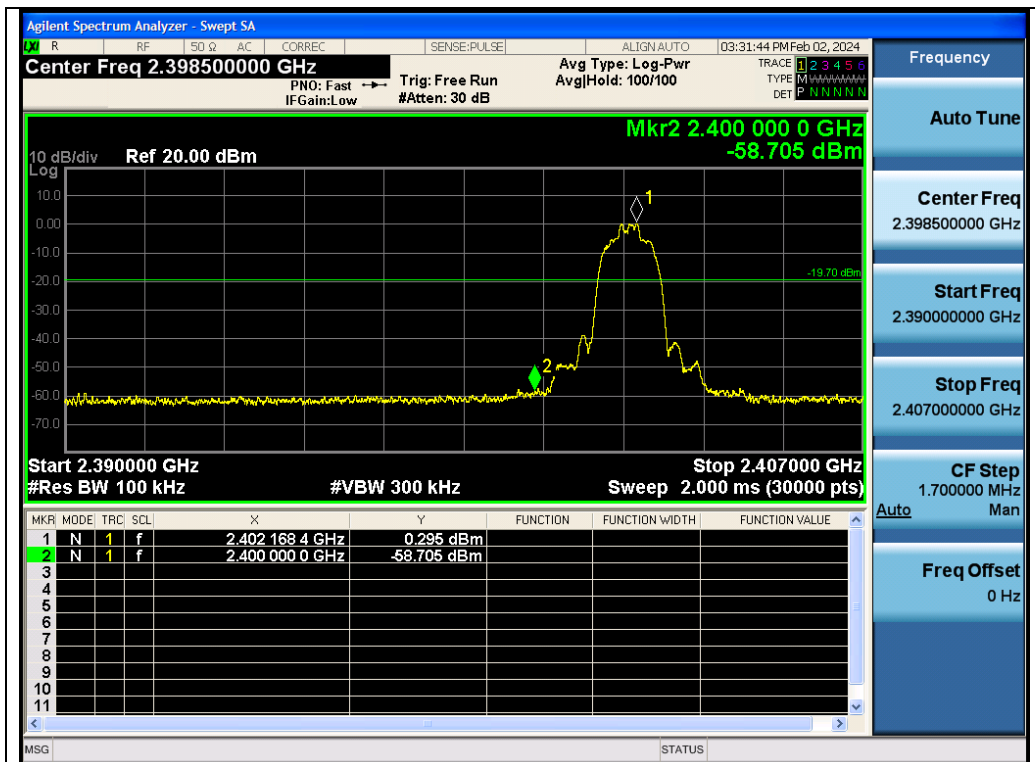 Agilent Spectrum Analyzer - Swept SA
LXI R RF 50 Ω AC CORREC SENSE:PULSE ALIGN AUTO 03:31:44 PM Feb 02, 2024
Center Freq 2.398500000 GHz
PNO: Fast
IFGain:Low
Trig: Free Run
#Atten: 30 dB
Avg Type: Log-Pwr
Avg|Hold: 100/100
TRACE 1 2 3 4 5 6
TYPE M WWWWW
DET P N N N N N
Mkr2 2.400 000 0 GHz
-58.705 dBm
10 dB/div Ref 20.00 dBm
Log
10.0
0.00
-10.0
-20.0
-30.0
-40.0
-50.0
-60.0
-70.0
1
-19.70 dBm
2
Start 2.390000 GHz Stop 2.407000 GHz
#Res BW 100 kHz #VBW 300 kHz Sweep 2.000 ms (30000 pts)
MKR MODE TRC SCL X Y FUNCTION FUNCTION WIDTH FUNCTION VALUE
1 N 1 f 2.402 168 4 GHz 0.295 dBm
2 N 1 f 2.400 000 0 GHz -58.705 dBm
3
4
5
6
7
8
9
10
11
MSG STATUS
Frequency
Auto Tune
Center Freq
2.398500000 GHz
Start Freq
2.390000000 GHz
Stop Freq
2.407000000 GHz
CF Step
1.700000 MHz
Auto Man
Freq Offset
0 Hz